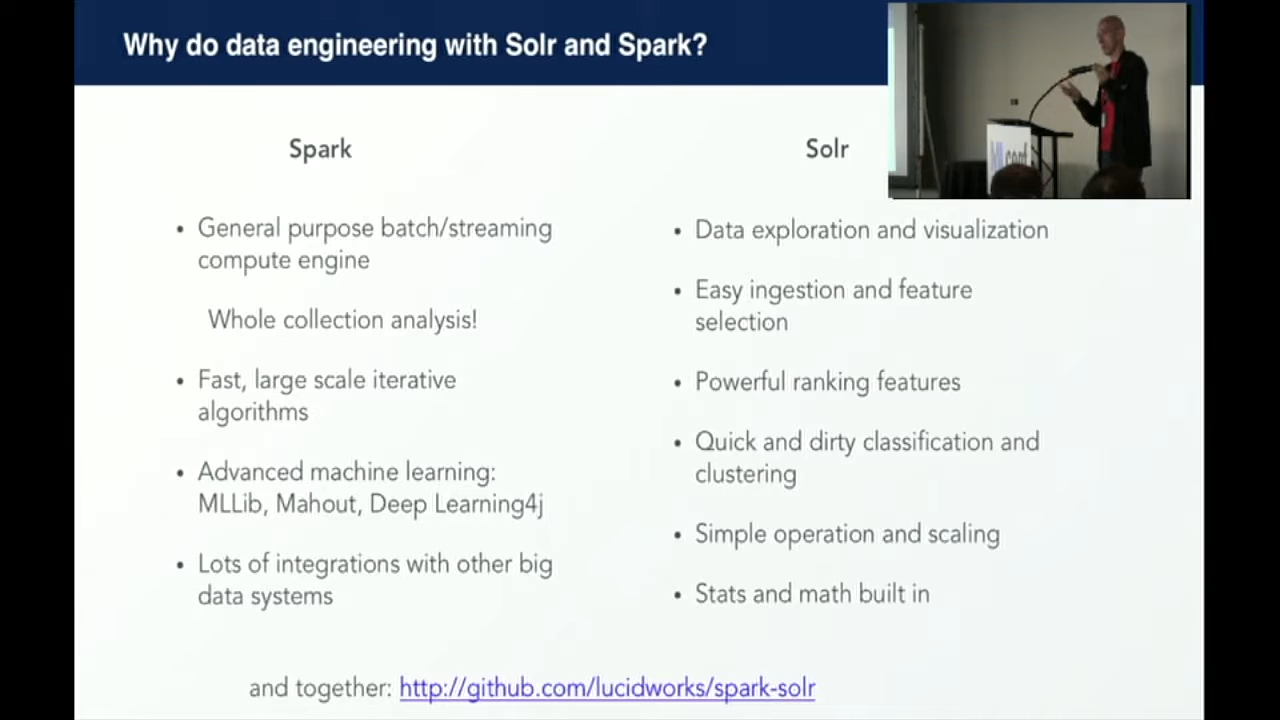 Why do data engineering with Solr and Spark?
Spark
• General purpose batch/streaming
compute engine
Whole collection analysis!
• Fast, large scale iterative
algorithms
• Advanced machine learning:
MLLib, Mahout, Deep Learning4j
• Lots of integrations with other big
data systems
Solr
• Data exploration and visualization
• Easy ingestion and feature
selection
• Powerful ranking features
• Quick and dirty classification and
clustering
• Simple operation and scaling
• Stats and math built in
and together: http://github.com/lucidworks/spark-solr